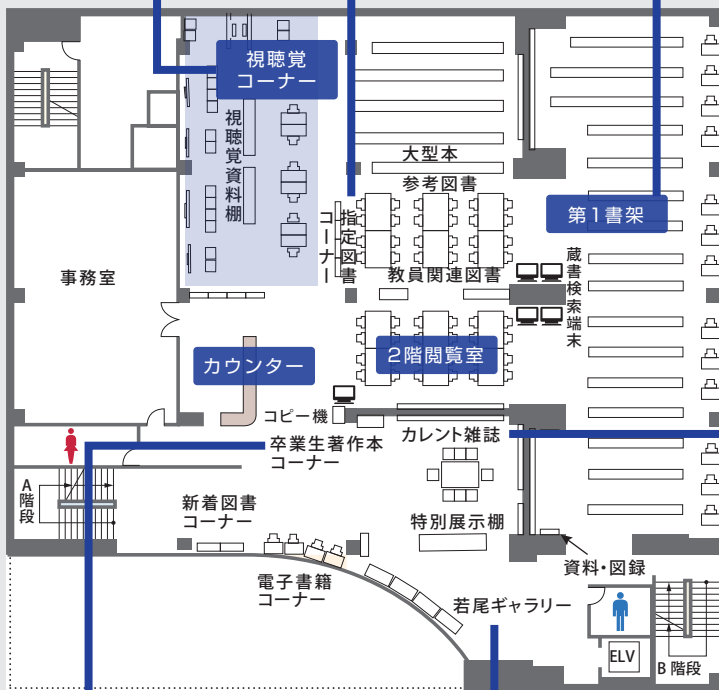 視聴覚
コーナー
視聴覚資料棚
大型本
参考図書
指定図書
コーナー
第1書架
教員関連図書
蔵書検索端末
事務室
カウンター
2階閲覧室
コピー機
カレント雑誌
卒業生著作本
コーナー
A
階
段
新着図書
コーナー
特別展示棚
電子書籍
コーナー
資料・図録
若尾ギャラリー
ELV
B 階段